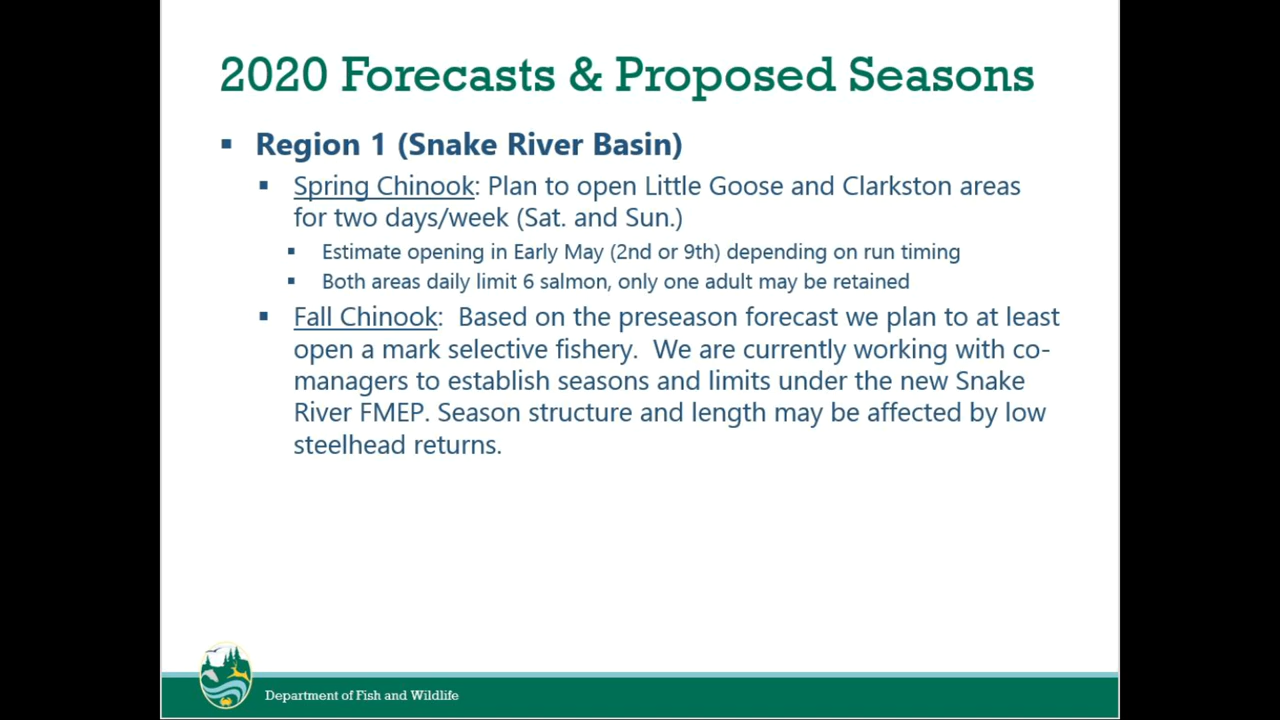 2020 Forecasts & Proposed Seasons
▪ Region 1 (Snake River Basin)
▪ Spring Chinook: Plan to open Little Goose and Clarkston areas
for two days/week (Sat. and Sun.)
▪ Estimate opening in Early May (2nd or 9th) depending on run timing
▪ Both areas daily limit 6 salmon, only one adult may be retained
▪ Fall Chinook:  Based on the preseason forecast we plan to at least
open a mark selective fishery.  We are currently working with co-
managers to establish seasons and limits under the new Snake
River FMEP. Season structure and length may be affected by low
steelhead returns.
Department of Fish and Wildlife